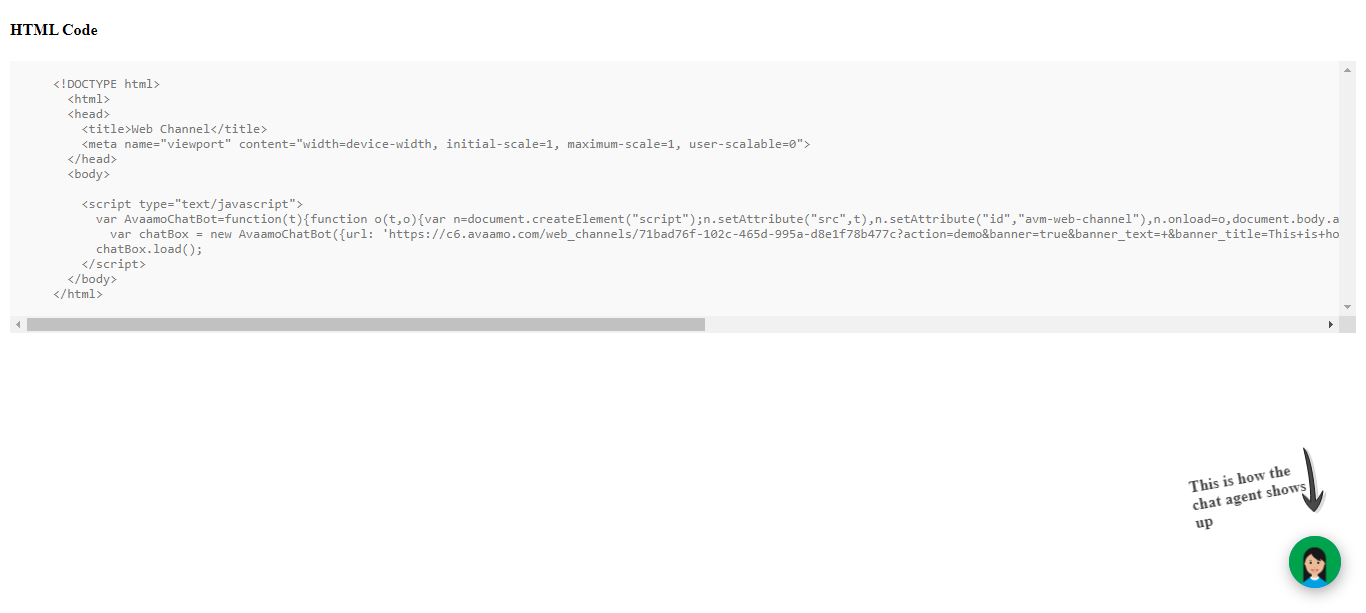 HTML Code
<!DOCTYPE html>
<html>
<head>
<title>Web Channel</title>
<meta name="viewport" content="width=device-width, initial-scale=1, maximum-scale=1, user-scalable=0">
</head>
<body>
<script type="text/javascript">
var AvaamoChatBot=function(t){function o(t,o){var n=document.createElement("script");n.setAttribute("src",t),n.setAttribute("id","avm-web-channel"),n.onload=o,document.body.a
var chatBox = new AvaamoChatBot({url: 'https://c6.avaamo.com/web_channels/71bad76f-102c-465d-995a-d8e1f78b477c?action=demo&banner=true&banner_text=+&banner_title=This+is+ho
chatBox.load();
</script>
</body>
</html>
This is how the
chat agent shows
up